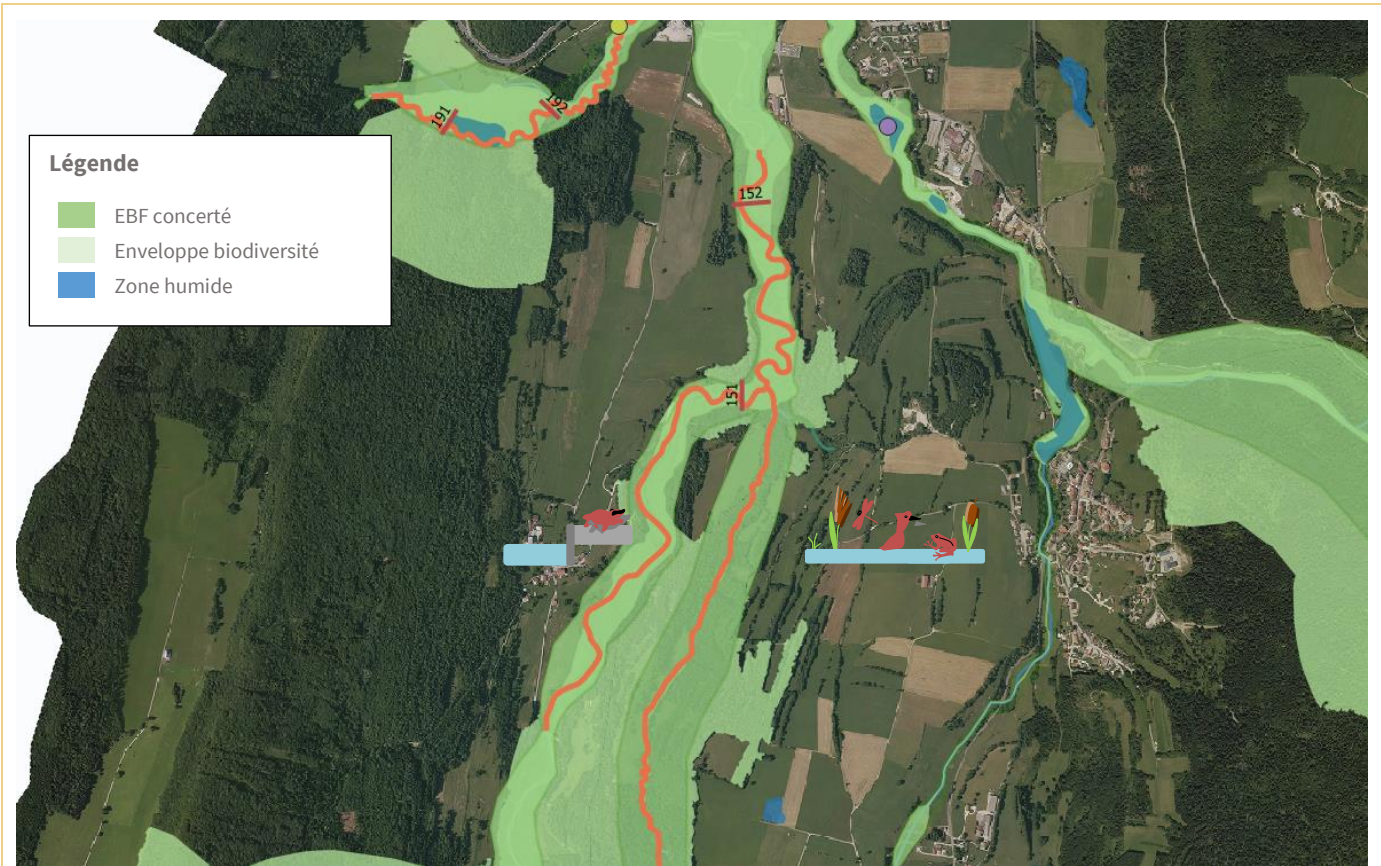 191
192
Légende
EBF concerté
Enveloppe biodiversité
Zone humide
152
151